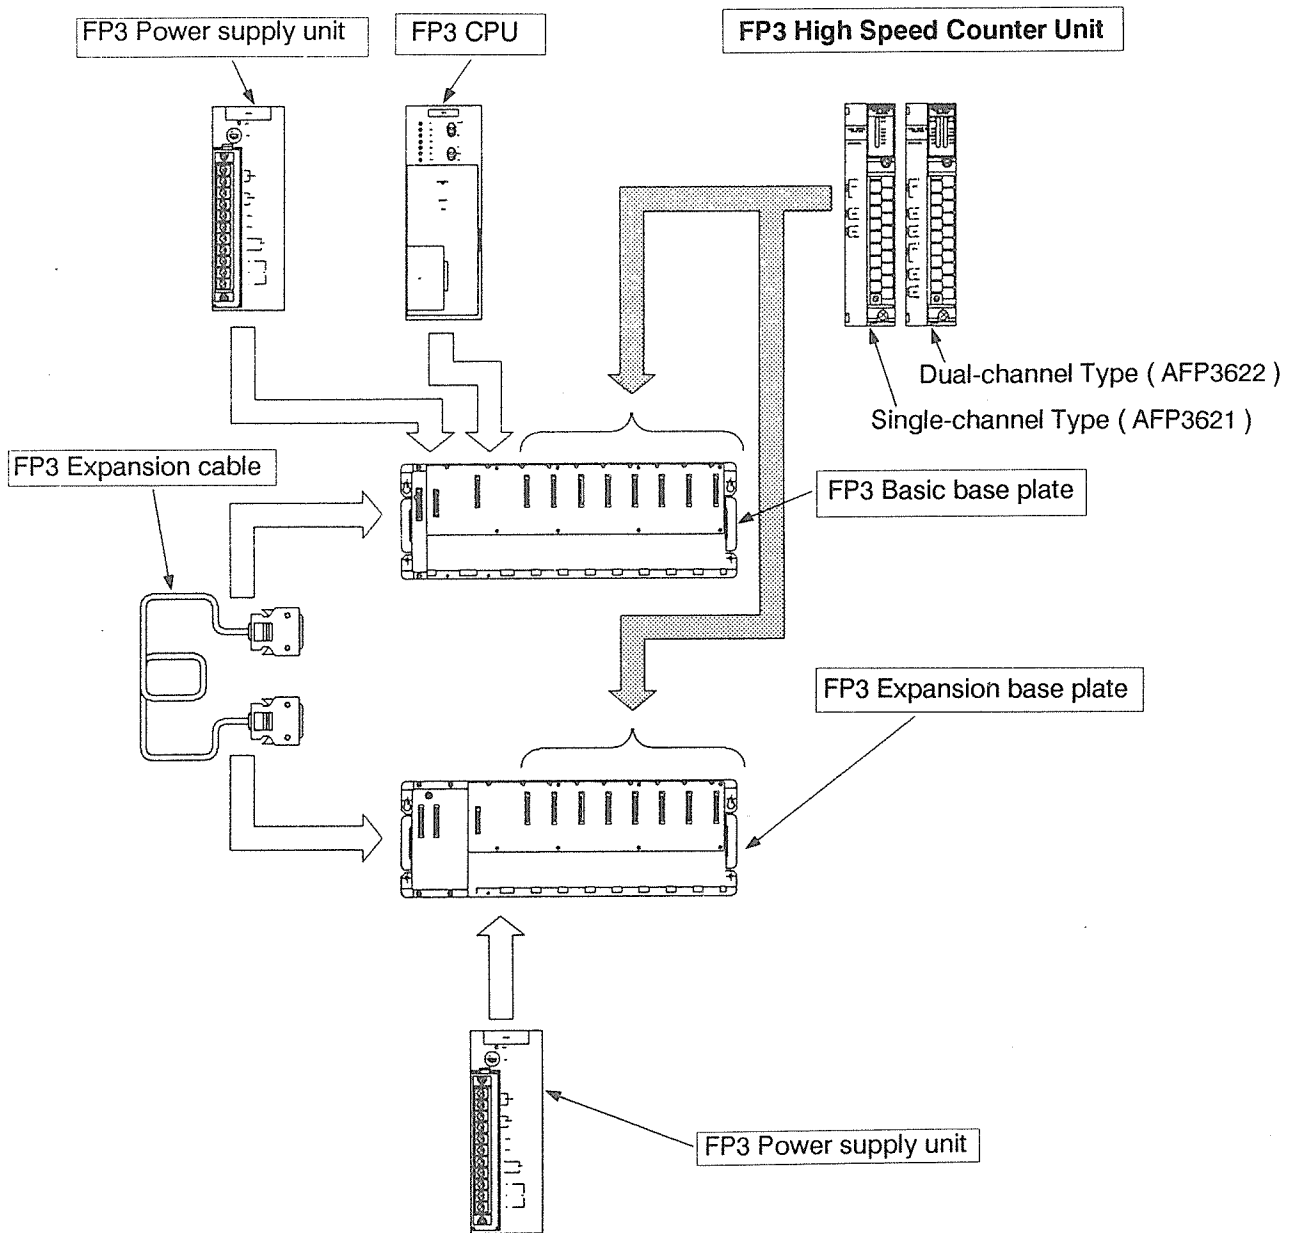 FP3 Power supply unit
FP3 CPU
FP3 High Speed Counter Unit
Dual-channel Type ( AFP3622 )
Single-channel Type ( AFP3621 )
FP3 Expansion cable
FP3 Basic base plate
FP3 Expansion base plate
FP3 Power supply unit